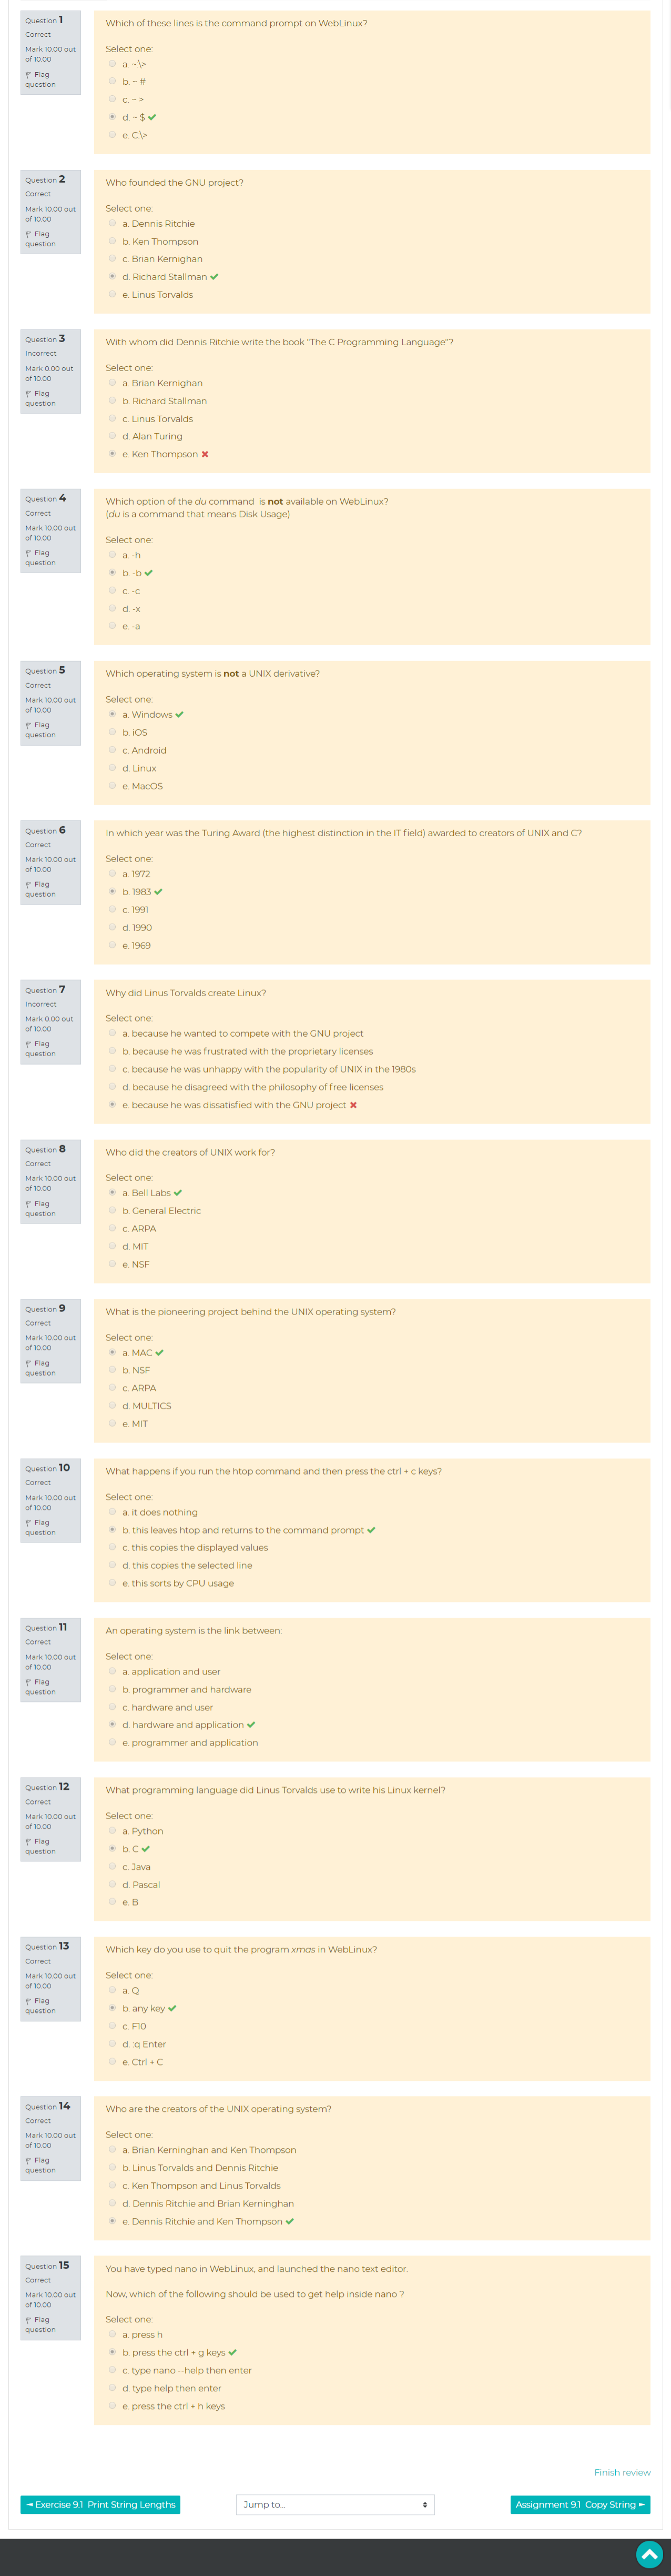 Question 1
Correct
Mark 10.00 out
of 10.00
Flag
question
Which of these lines is the command prompt on WebLinux?
Select one:
a. ~:\>
b. ~ #
c. ~ >
d. ~ $
e. C:\>
Question 2
Correct
Mark 10.00 out
of 10.00
Flag
question
Who founded the GNU project?
Select one:
a. Dennis Ritchie
b. Ken Thompson
c. Brian Kernighan
d. Richard Stallman
e. Linus Torvalds
Question 3
Incorrect
Mark 0.00 out
of 10.00
Flag
question
With whom did Dennis Ritchie write the book "The C Programming Language"?
Select one:
a. Brian Kernighan
b. Richard Stallman
c. Linus Torvalds
d. Alan Turing
e. Ken Thompson
Question 4
Correct
Mark 10.00 out
of 10.00
Flag
question
Which option of the du command  is not available on WebLinux?
(du is a command that means Disk Usage)
Select one:
a. -h
b. -b
c. -c
d. -x
e. -a
Question 5
Correct
Mark 10.00 out
of 10.00
Flag
question
Which operating system is not a UNIX derivative?
Select one:
a. Windows
b. iOS
c. Android
d. Linux
e. MacOS
Question 6
Correct
Mark 10.00 out
of 10.00
Flag
question
In which year was the Turing Award (the highest distinction in the IT field) awarded to creators of UNIX and C?
Select one:
a. 1972
b. 1983
c. 1991
d. 1990
e. 1969
Question 7
Incorrect
Mark 0.00 out
of 10.00
Flag
question
Why did Linus Torvalds create Linux?
Select one:
a. because he wanted to compete with the GNU project
b. because he was frustrated with the proprietary licenses
c. because he was unhappy with the popularity of UNIX in the 1980s
d. because he disagreed with the philosophy of free licenses
e. because he was dissatisfied with the GNU project
Question 8
Correct
Mark 10.00 out
of 10.00
Flag
question
Who did the creators of UNIX work for?
Select one:
a. Bell Labs
b. General Electric
c. ARPA
d. MIT
e. NSF
Question 9
Correct
Mark 10.00 out
of 10.00
Flag
question
What is the pioneering project behind the UNIX operating system?
Select one:
a. MAC
b. NSF
c. ARPA
d. MULTICS
e. MIT
Question 10
Correct
Mark 10.00 out
of 10.00
Flag
question
What happens if you run the htop command and then press the ctrl + c keys?
Select one:
a. it does nothing
b. this leaves htop and returns to the command prompt
c. this copies the displayed values
d. this copies the selected line
e. this sorts by CPU usage
Question 11
Correct
Mark 10.00 out
of 10.00
Flag
question
An operating system is the link between:
Select one:
a. application and user
b. programmer and hardware
c. hardware and user
d. hardware and application
e. programmer and application
Question 12
Correct
Mark 10.00 out
of 10.00
Flag
question
What programming language did Linus Torvalds use to write his Linux kernel?
Select one:
a. Python
b. C
c. Java
d. Pascal
e. B
Question 13
Correct
Mark 10.00 out
of 10.00
Flag
question
Which key do you use to quit the program xmas in WebLinux?
Select one:
a. Q
b. any key
c. F10
d. :q Enter
e. Ctrl + C
Question 14
Correct
Mark 10.00 out
of 10.00
Flag
question
Who are the creators of the UNIX operating system?
Select one:
a. Brian Kerninghan and Ken Thompson
b. Linus Torvalds and Dennis Ritchie
c. Ken Thompson and Linus Torvalds
d. Dennis Ritchie and Brian Kerninghan
e. Dennis Ritchie and Ken Thompson
Question 15
Correct
Mark 10.00 out
of 10.00
Flag
question
You have typed nano in WebLinux, and launched the nano text editor.
Now, which of the following should be used to get help inside nano ?
Select one:
a. press h
b. press the ctrl + g keys
c. type nano --help then enter
d. type help then enter
e. press the ctrl + h keys
Finish review
◄ Exercise 9.1  Print String Lengths
Jump to...
Assignment 9.1  Copy String ►